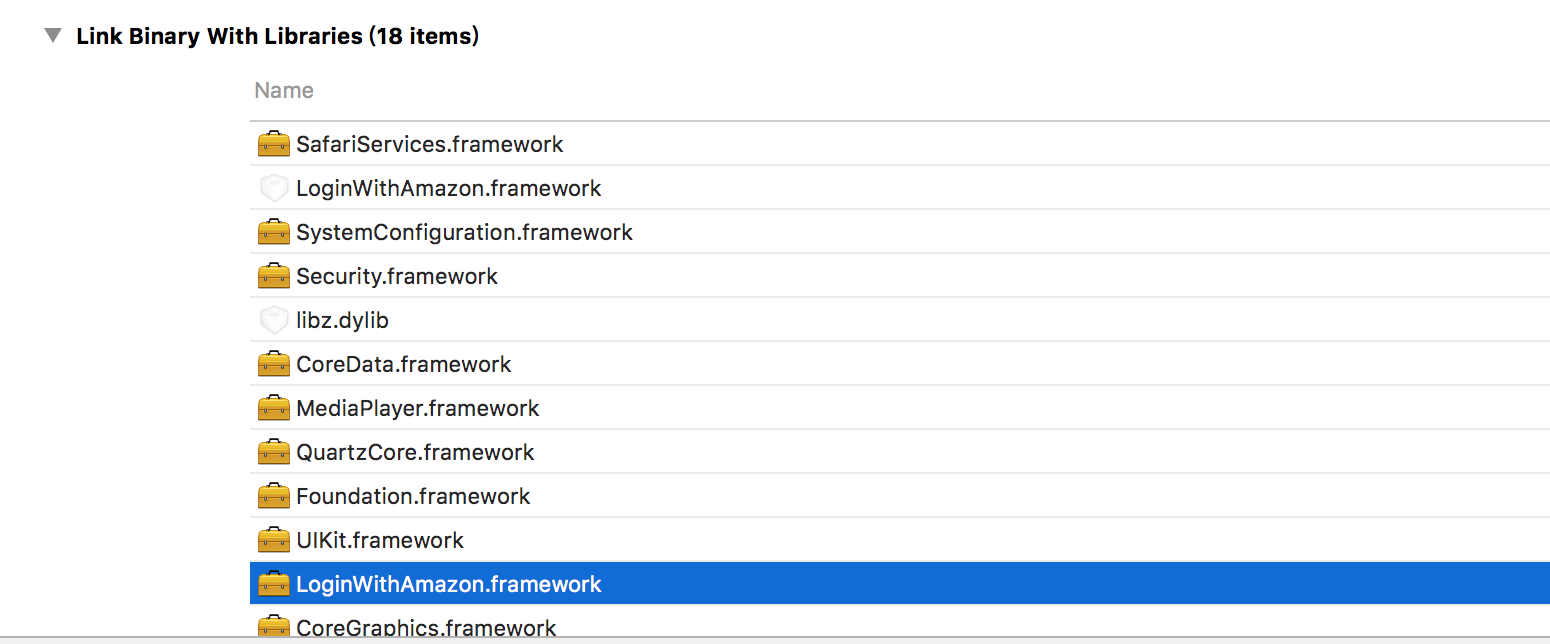 Link Binary With Libraries (18 items)
Name
SafariServices.framework
LoginWithAmazon.framework
SystemConfiguration.framework
Security.framework
libz.dylib
CoreData.framework
MediaPlayer.framework
QuartzCore.framework
Foundation.framework
UIKit.framework
LoginWithAmazon.framework
CoreGraphics.framework